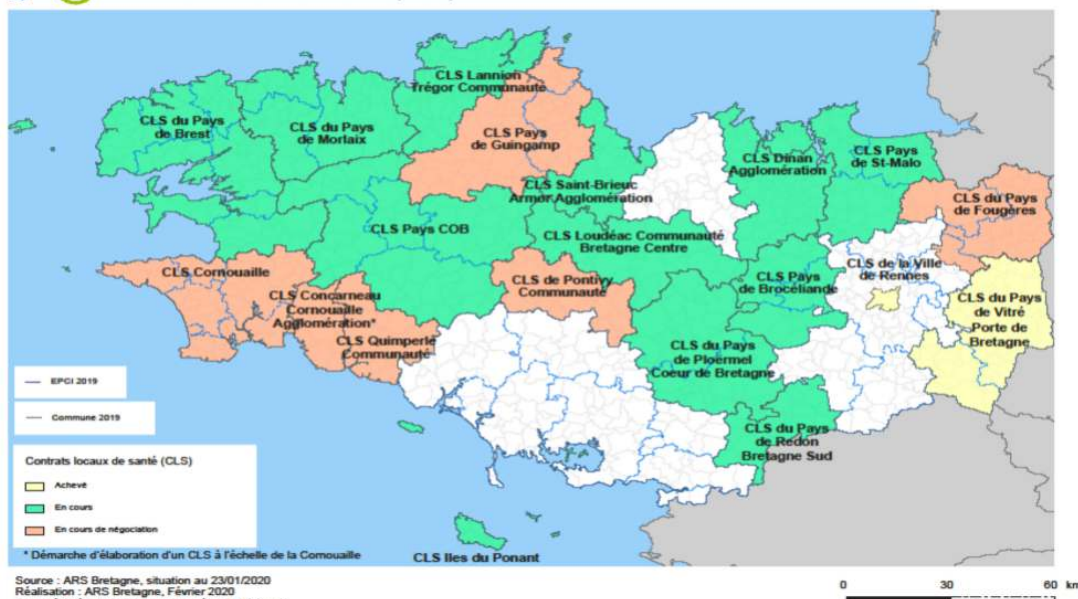 CLS Lannion
Trégor Communauté
CLS du Pays
de Brest
CLS du Pays
de Morlaix
CLS Pays
de Guingamp
CLS Dinan
Agglomération
CLS Pays
de St-Malo
CLS Saint-Brieuc
Armor Agglomération
CLS du Pays
de Fougères
CLS Pays COB
CLS Loudéac Communauté
Bretagne Centre
CLS Cornouaille
CLS de Pontivy
Communauté
CLS Pays
de Brocéliande
CLS de la Ville
de Rennes
CLS du Pays
de Vitré
Porte de
Bretagne
CLS Concarneau
Cornouaille
Agglomération*
CLS Quimperlé
Communauté
CLS du Pays
de Ploërmel
Coeur de Bretagne
CLS du Pays
de Redon
Bretagne Sud
EPCI 2019
Commune 2019
Contrats locaux de santé (CLS)
Achevé
En cours
En cours de négociation
* Démarche d'élaboration d'un CLS à l'échelle de la Cornouaille
CLS Iles du Ponant
Source : ARS Bretagne, situation au 23/01/2020
Réalisation : ARS Bretagne, Février 2020
0 30 60 km